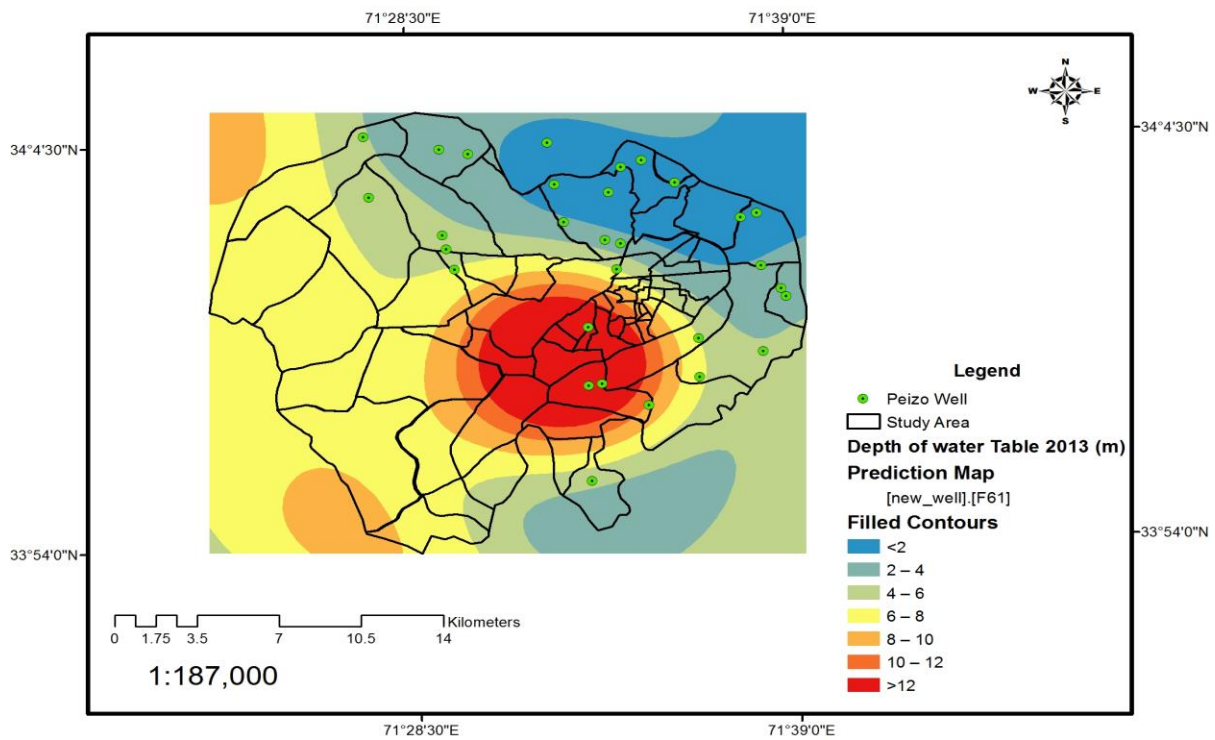 71°28'30"E
71°39'0"E
N
W E
S
34°4'30"N
34°4'30"N
Legend
Peizo Well
Study Area
Depth of water Table 2013 (m)
Prediction Map
[new_well].[F61]
Filled Contours
<2
2 – 4
4 – 6
6 – 8
8 – 10
10 – 12
>12
33°54'0"N
33°54'0"N
Kilometers
0 1.75 3.5 7 10.5 14
1:187,000
71°28'30"E
71°39'0"E